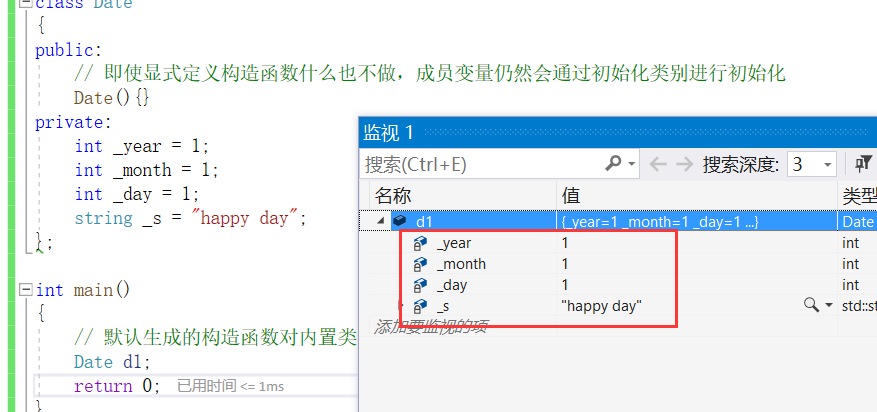 class Date
{
public:
// 即使显式定义构造函数什么也不做，成员变量仍然会通过初始化类别进行初始化
Date(){}
private:
int _year = 1;
int _month = 1;
int _day = 1;
string _s = "happy day";
};
int main()
{
// 默认生成的构造函数对内置类
Date d1;
return 0; 已用时间 <= 1ms
}
监视 1
搜索(Ctrl+E) 搜索深度: 3
名称 值 类型
d1 {_year=1 _month=1 _day=1 ...} Date
_year 1 int
_month 1 int
_day 1 int
_s "happy day" std::st
添加要监视的项